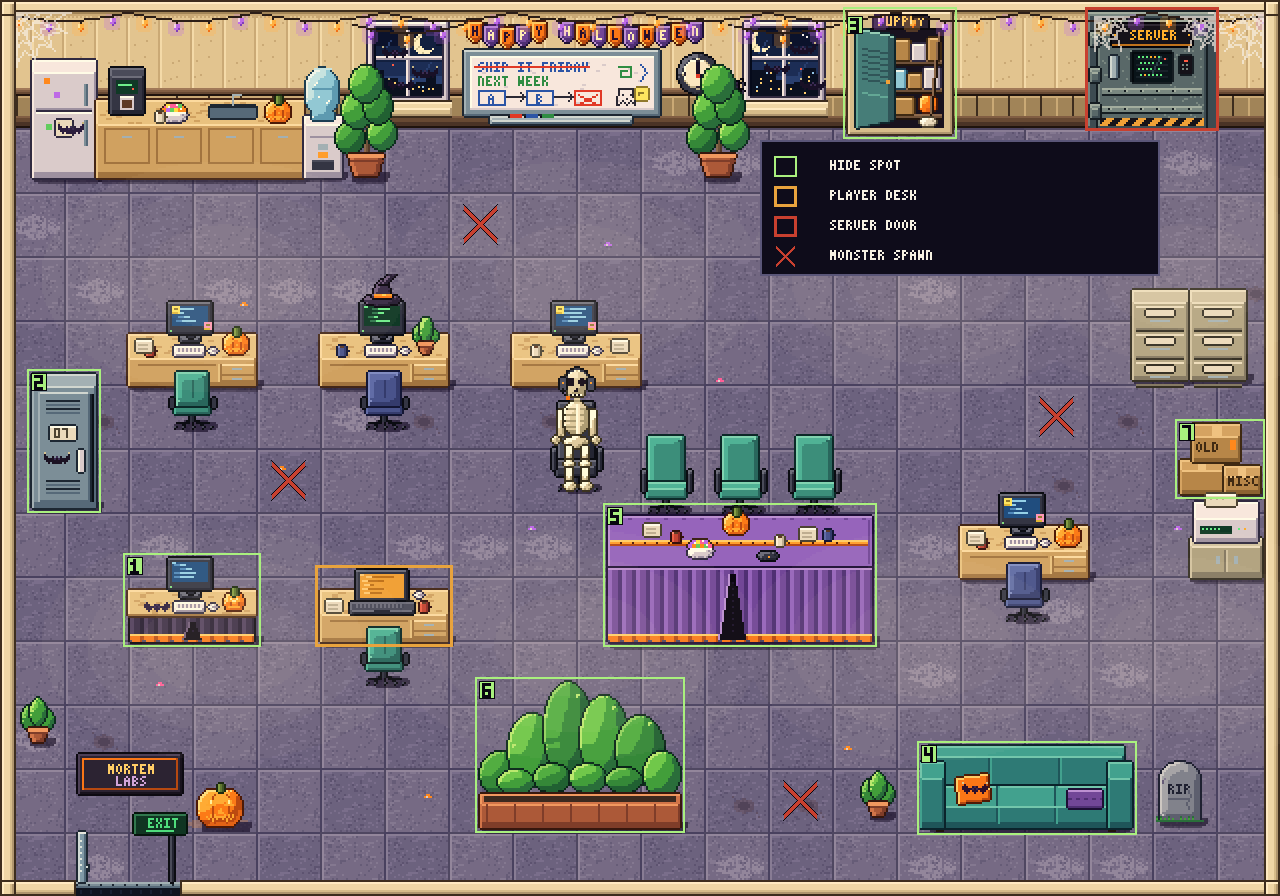 HAPPY HALLOWEEN
SHIP IT FRIDAY
NEXT WEEK
A
B
3
SUPPLY
SERVER
HIDE SPOT
PLAYER DESK
SERVER DOOR
MONSTER SPAWN
2
07
7
OLD
MISC
1
5
6
4
MORTEM
LABS
EXIT
RIP